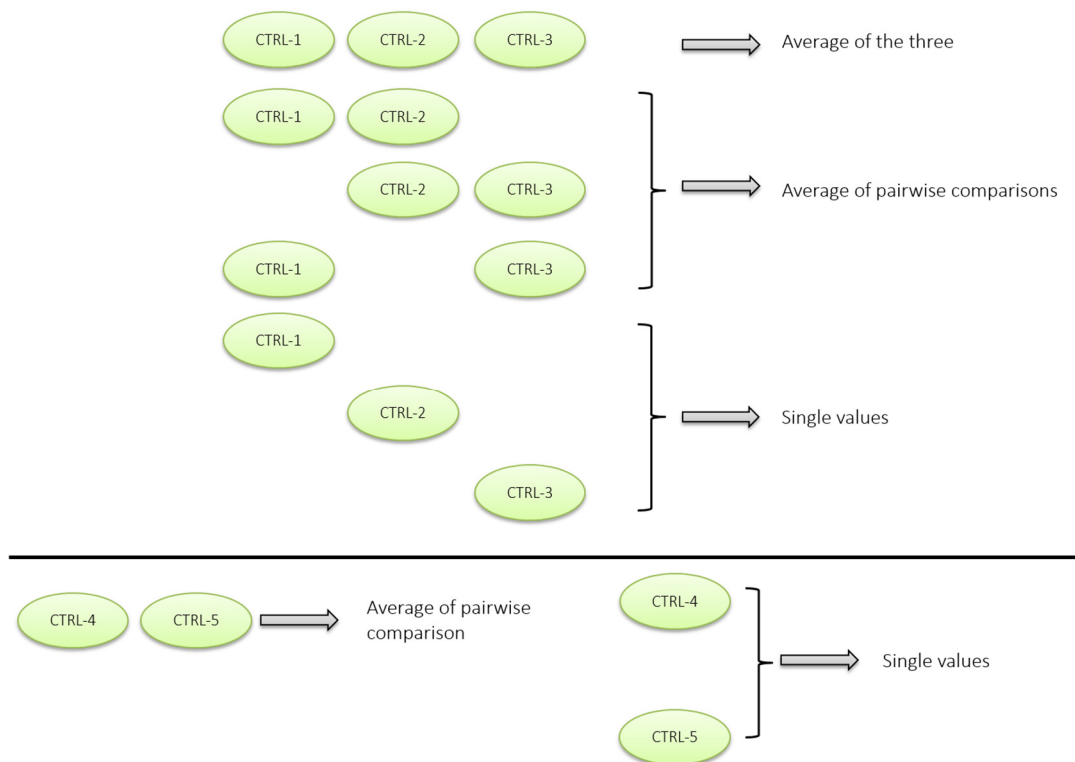 CTRL-1 CTRL-2 CTRL-3 Average of the three
CTRL-1 CTRL-2
CTRL-2 CTRL-3 Average of pairwise comparisons
CTRL-1 CTRL-3
CTRL-1
CTRL-2 Single values
CTRL-3
CTRL-4 CTRL-5 Average of pairwise
comparison
CTRL-4
Single values
CTRL-5